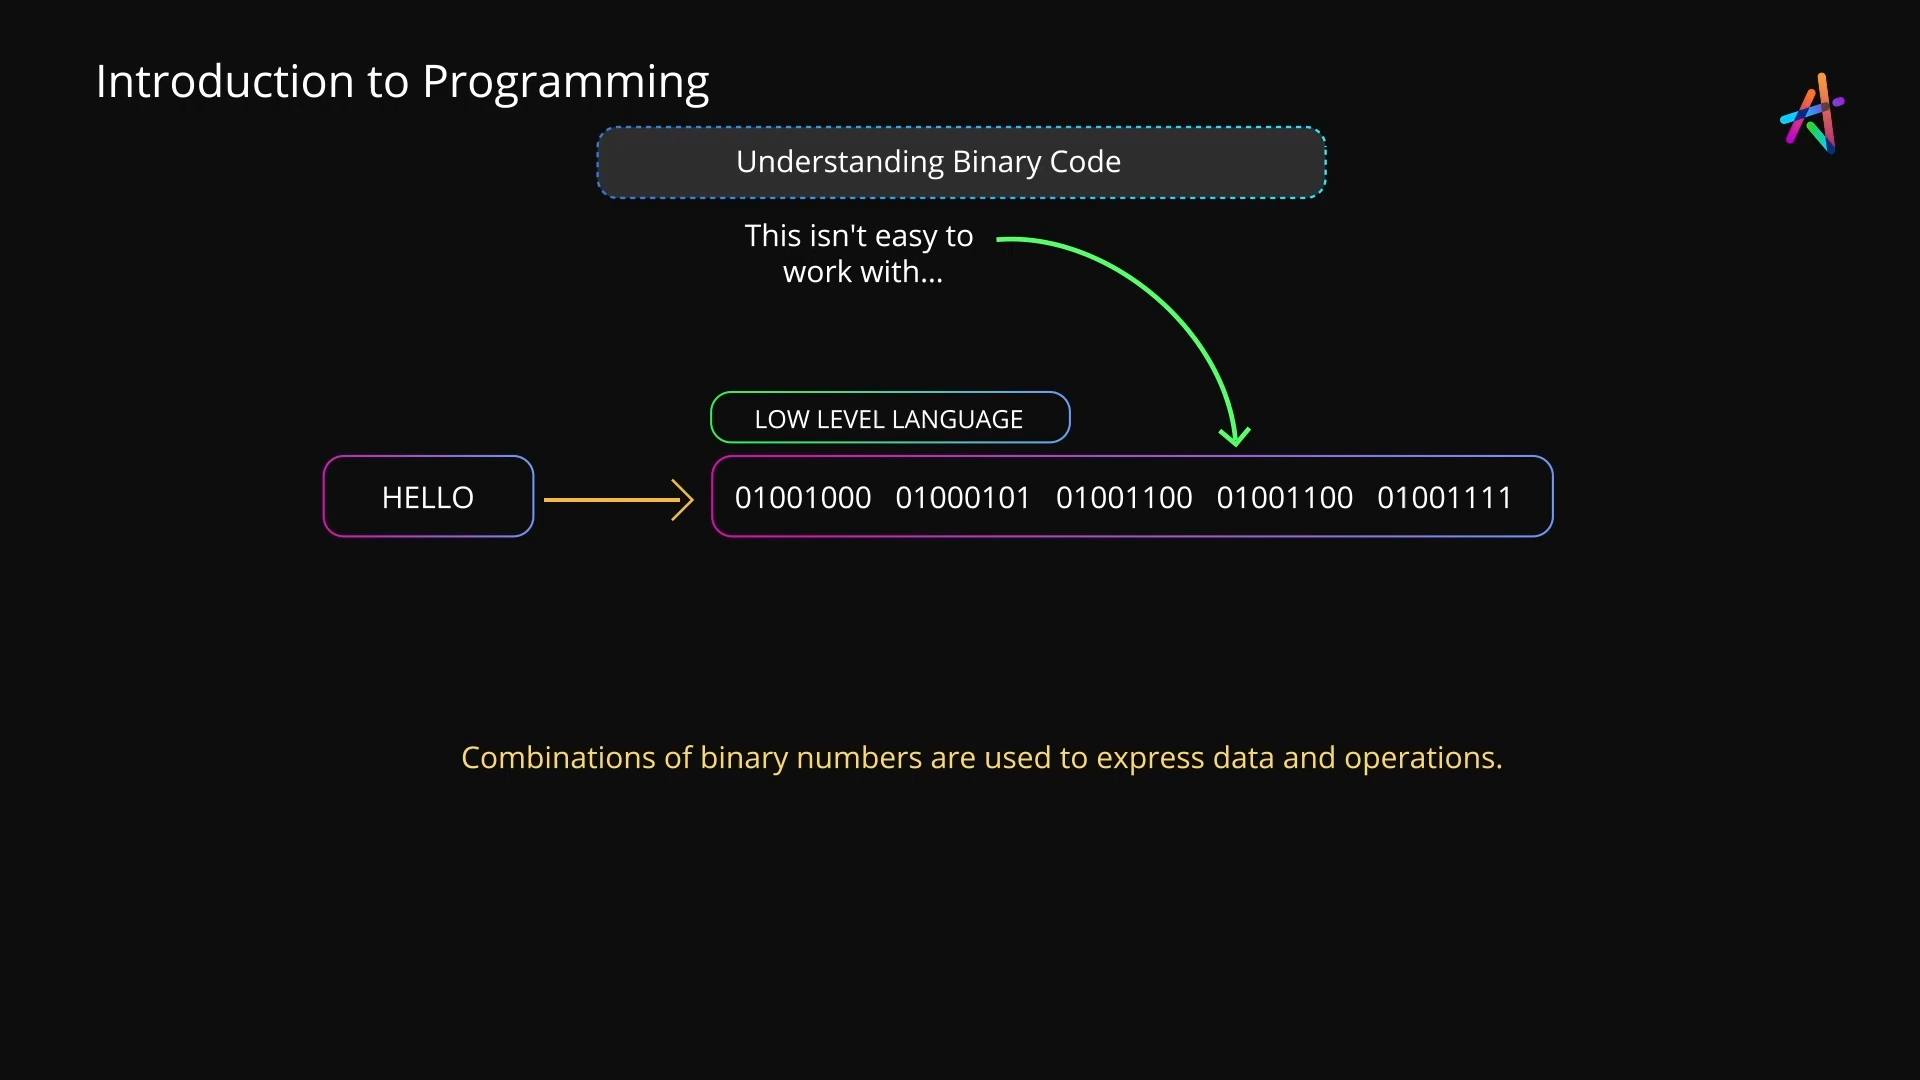 Introduction to Programming
Understanding Binary Code
This isn't easy to
work with...
LOW LEVEL LANGUAGE
HELLO
01001000 01000101 01001100 01001100 01001111
Combinations of binary numbers are used to express data and operations.